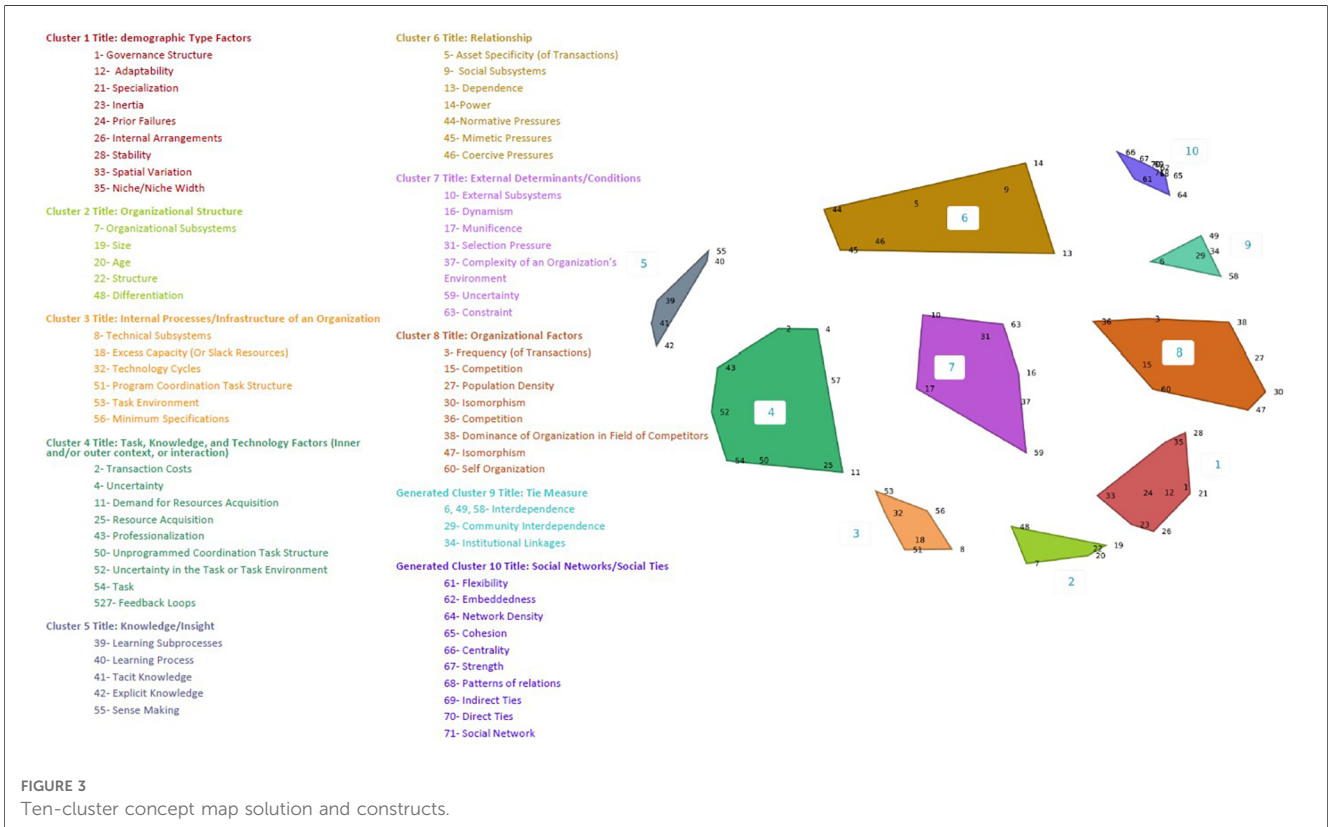 Cluster 1 Title: demographic Type Factors
1- Governance Structure
12- Adaptability
21- Specialization
23- Inertia
24- Prior Failures
26- Internal Arrangements
28- Stability
33- Spatial Variation
35- Niche/Niche Width
Cluster 2 Title: Organizational Structure
7- Organizational Subsystems
19- Size
20- Age
22- Structure
48- Differentiation
Cluster 3 Title: Internal Processes/Infrastructure of an Organization
8- Technical Subsystems
18- Excess Capacity (Or Slack Resources)
32- Technology Cycles
51- Program Coordination Task Structure
53- Task Environment
56- Minimum Specifications
Cluster 4 Title: Task, Knowledge, and Technology Factors (Inner
and/or outer context, or interaction)
2- Transaction Costs
4- Uncertainty
11- Demand for Resources Acquisition
25- Resource Acquisition
43- Professionalization
50- Unprogrammed Coordination Task Structure
52- Uncertainty in the Task or Task Environment
54- Task
527- Feedback Loops
Cluster 5 Title: Knowledge/Insight
39- Learning Subprocesses
40- Learning Process
41- Tacit Knowledge
42- Explicit Knowledge
55- Sense Making
Cluster 6 Title: Relationship
5- Asset Specificity (of Transactions)
9- Social Subsystems
13- Dependence
14-Power
44-Normative Pressures
45- Mimetic Pressures
46- Coercive Pressures
Cluster 7 Title: External Determinants/Conditions
10- External Subsystems
16- Dynamism
17- Munificence
31- Selection Pressure
37- Complexity of an Organization's
Environment
59- Uncertainty
63- Constraint
Cluster 8 Title: Organizational Factors
3- Frequency (of Transactions)
15- Competition
27- Population Density
30- Isomorphism
36- Competition
38- Dominance of Organization in Field of Competitors
47- Isomorphism
60- Self Organization
Generated Cluster 9 Title: Tie Measure
6, 49, 58- Interdependence
29- Community Interdependence
34- Institutional Linkages
Generated Cluster 10 Title: Social Networks/Social Ties
61- Flexibility
62- Embeddedness
64- Network Density
65- Cohesion
66- Centrality
67- Strength
68- Patterns of relations
69- Indirect Ties
70- Direct Ties
71- Social Network
66
67
62
65
61
64
10
14
9
5
44
6
46
45
13
49
34
29
6
58
9
55
40
5
39
41
42
2
4
43
57
52
4
54
50
25
11
10
63
31
7
16
17
37
59
36
3
38
8
15
27
60
30
47
28
35
1
33
24
12
1
21
23
26
53
32
56
3
18
51
8
48
19
22
20
7
2
FIGURE 3
Ten-cluster concept map solution and constructs.